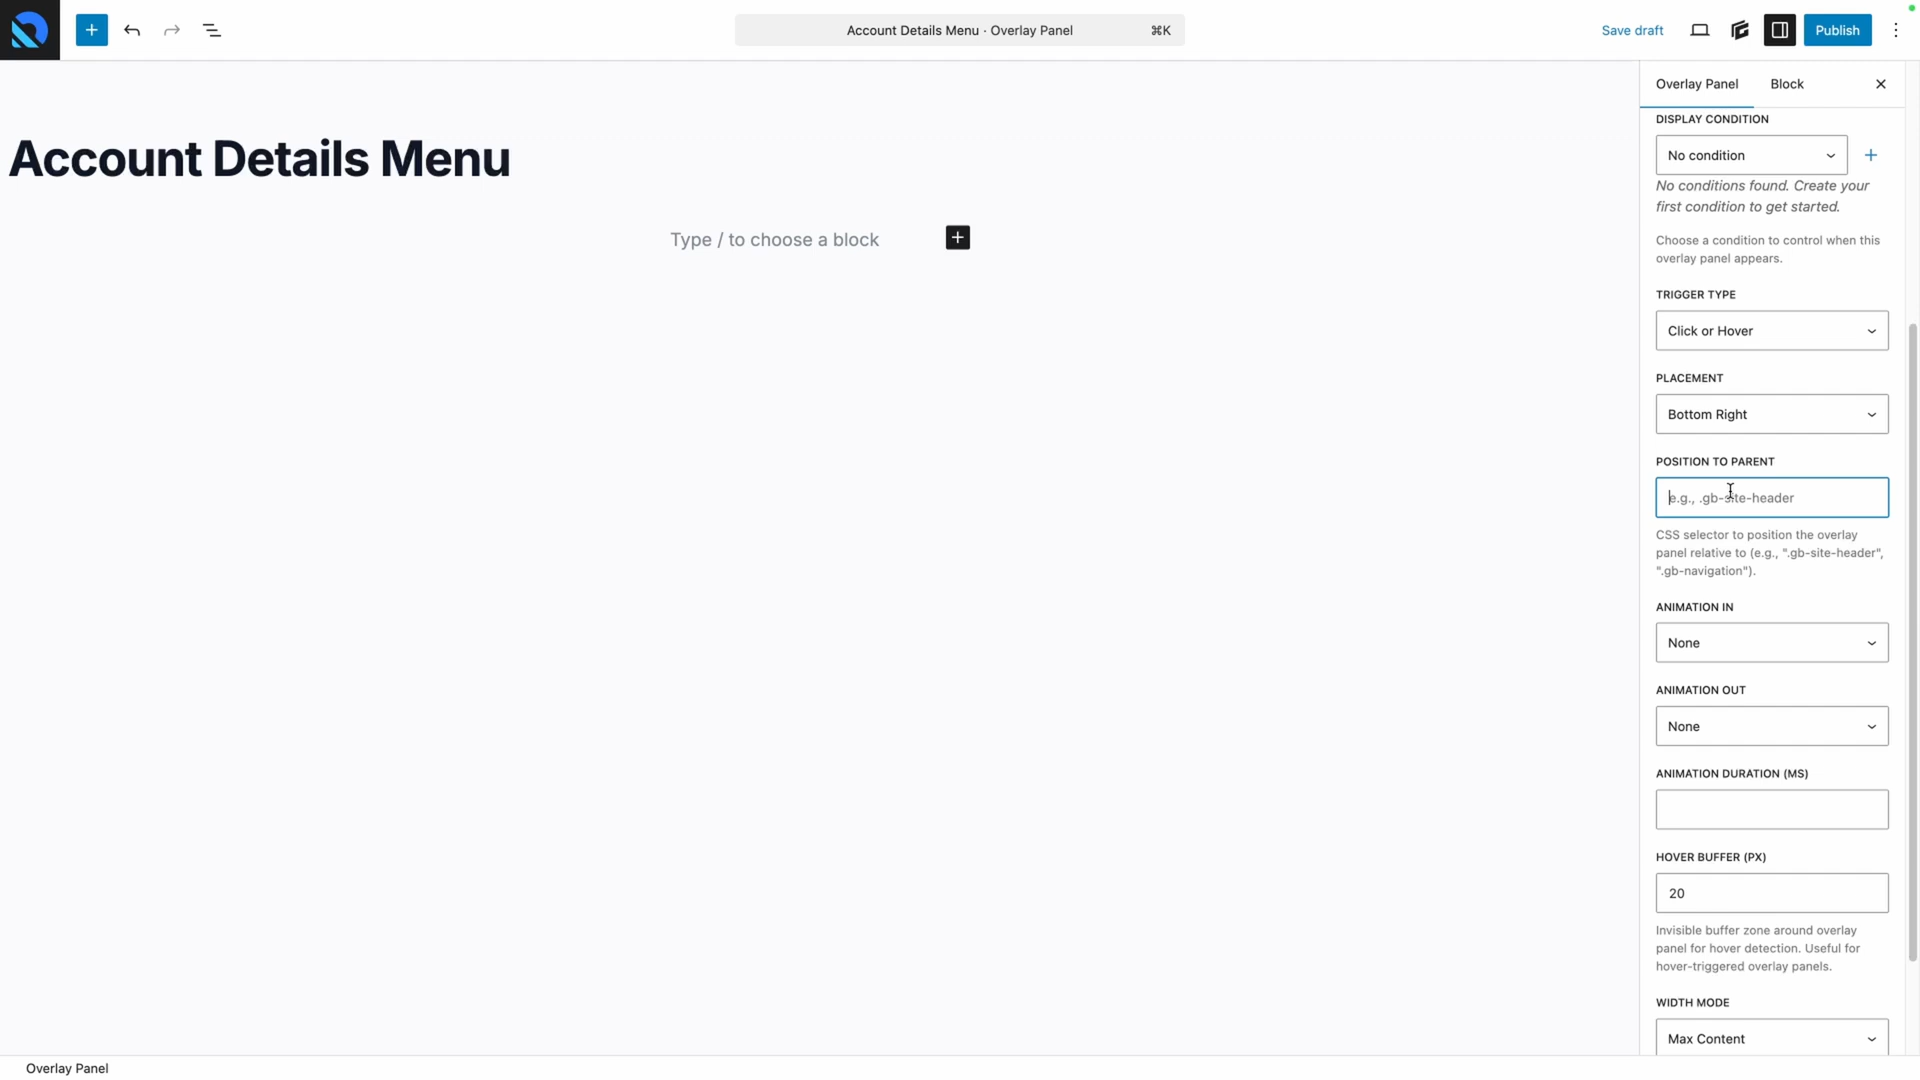 Account Details Menu · Overlay Panel ⌘K
Save draft
Publish
Overlay Panel Block
Account Details Menu
Type / to choose a block
DISPLAY CONDITION
No condition
No conditions found. Create your
first condition to get started.
Choose a condition to control when this
overlay panel appears.
TRIGGER TYPE
Click or Hover
PLACEMENT
Bottom Right
POSITION TO PARENT
e.g., .gb-site-header
CSS selector to position the overlay
panel relative to (e.g., ".gb-site-header",
".gb-navigation").
ANIMATION IN
None
ANIMATION OUT
None
ANIMATION DURATION (MS)
HOVER BUFFER (PX)
20
Invisible buffer zone around overlay
panel for hover detection. Useful for
hover-triggered overlay panels.
WIDTH MODE
Max Content
Overlay Panel